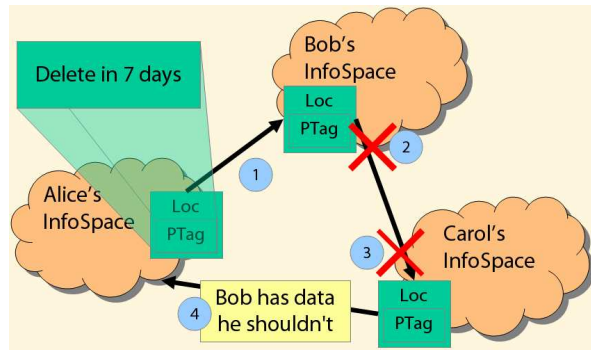 Delete in 7 days
Bob's
InfoSpace
Loc
PTag
1
2
Alice's
InfoSpace
Loc
PTag
3
Carol's
InfoSpace
Loc
PTag
4
Bob has data
he shouldn't